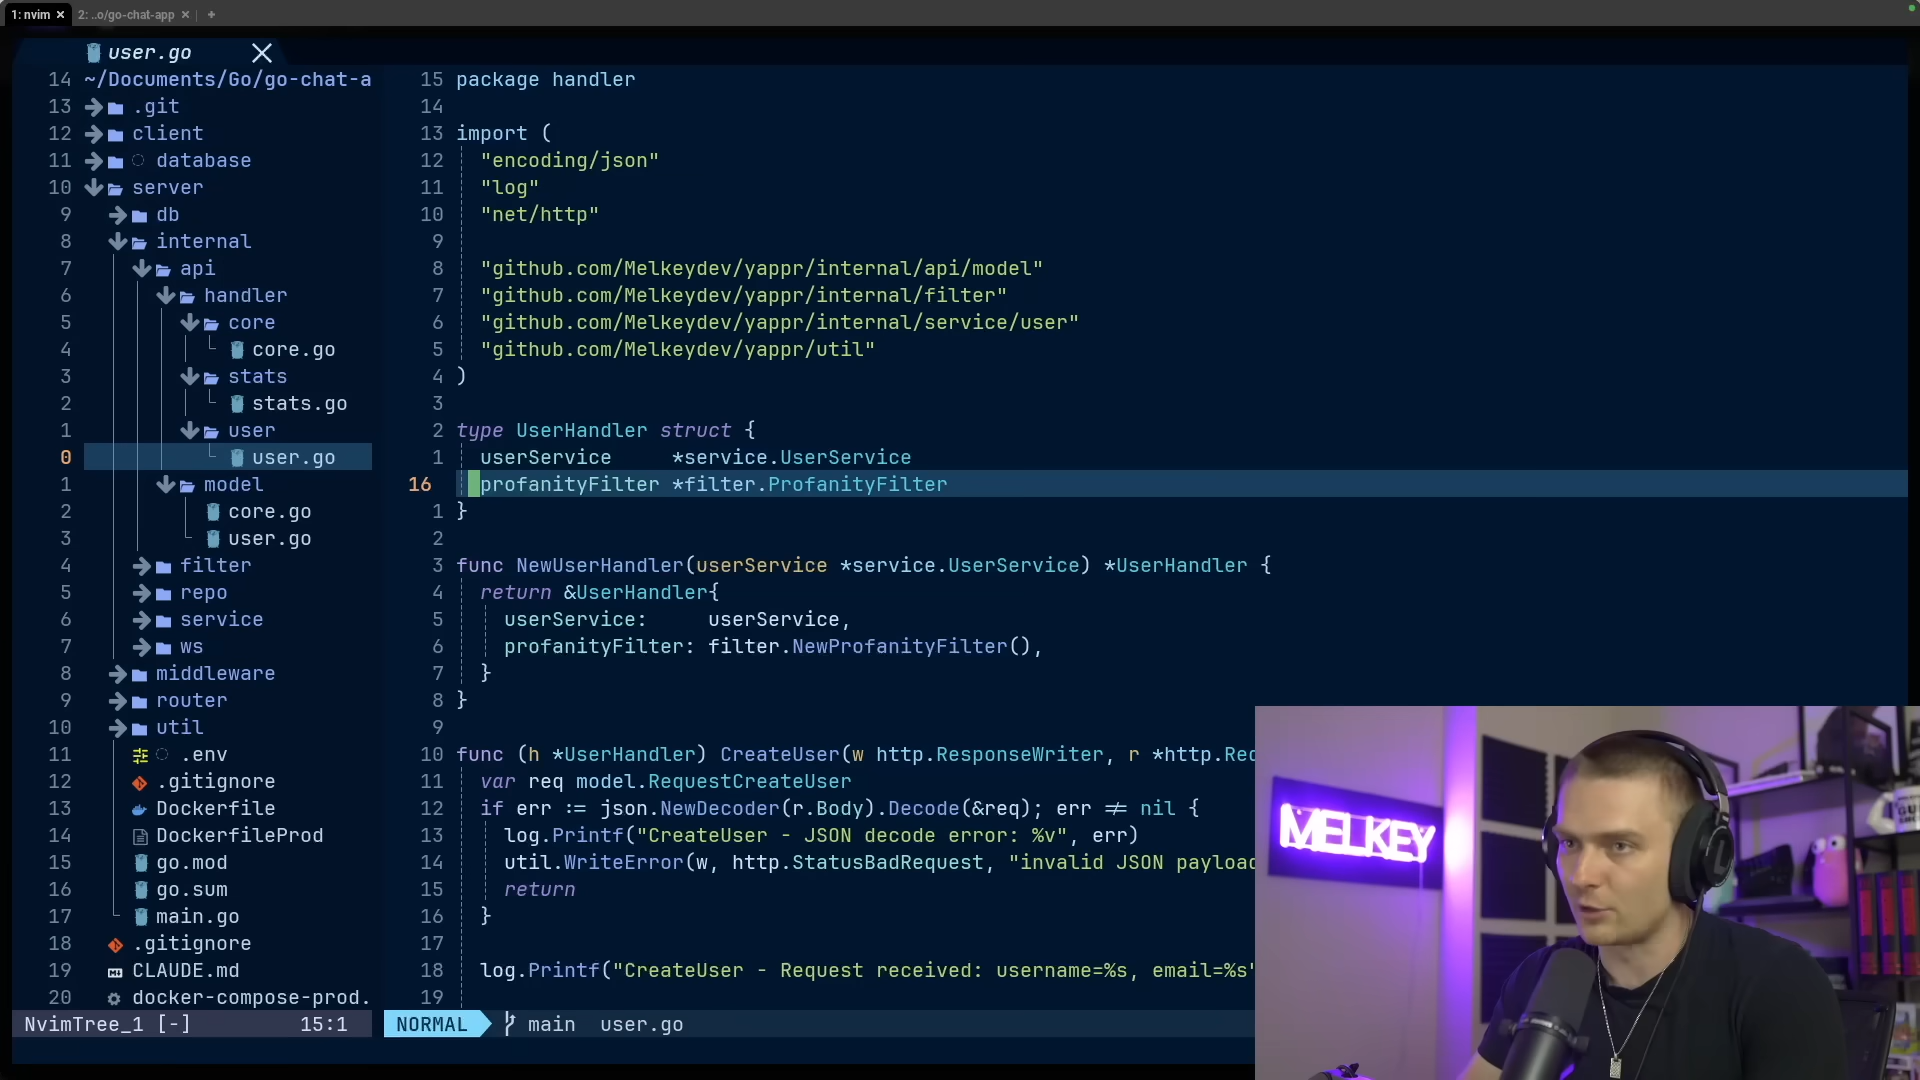 1: nvim × 2: ..o/go-chat-app × +
user.go
14 ~/Documents/Go/go-chat-a
13 .git
12 client
11 database
10 server
9 db
8 internal
7 api
6 handler
5 core
4 core.go
3 stats
2 stats.go
1 user
0 user.go
1 model
2 core.go
3 user.go
4 filter
5 repo
6 service
7 ws
8 middleware
9 router
10 util
11 .env
12 .gitignore
13 Dockerfile
14 DockerfileProd
15 go.mod
16 go.sum
17 main.go
18 .gitignore
19 CLAUDE.md
20 docker-compose-prod.
NvimTree_1 [-] 15:1
15 package handler
14
13 import (
12 "encoding/json"
11 "log"
10 "net/http"
9
8 "github.com/Melkeydev/yappr/internal/api/model"
7 "github.com/Melkeydev/yappr/internal/filter"
6 "github.com/Melkeydev/yappr/internal/service/user"
5 "github.com/Melkeydev/yappr/util"
4 )
3
2 type UserHandler struct {
1 userService *service.UserService
16 profanityFilter *filter.ProfanityFilter
1 }
2
3 func NewUserHandler(userService *service.UserService) *UserHandler {
4 return &UserHandler{
5 userService: userService,
6 profanityFilter: filter.NewProfanityFilter(),
7 }
8 }
9
10 func (h *UserHandler) CreateUser(w http.ResponseWriter, r *http.Req
11 var req model.RequestCreateUser
12 if err := json.NewDecoder(r.Body).Decode(&req); err ≠ nil {
13 log.Printf("CreateUser - JSON decode error: %v", err)
14 util.WriteError(w, http.StatusBadRequest, "invalid JSON payload
15 return
16 }
17
18 log.Printf("CreateUser - Request received: username=%s, email=%s"
19
NORMAL main user.go
MELKEY